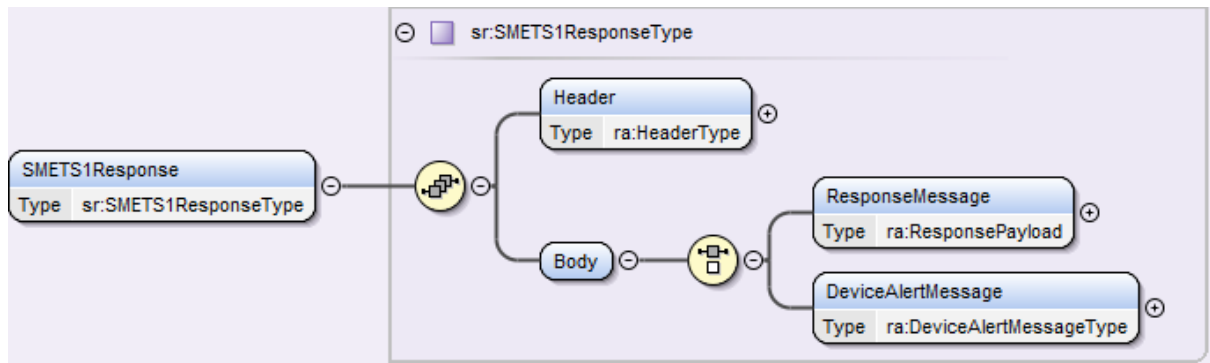 sr:SMETS1ResponseType
Header
Type ra:HeaderType
SMETS1Response
Type sr:SMETS1ResponseType
ResponseMessage
Type ra:ResponsePayload
Body
DeviceAlertMessage
Type ra:DeviceAlertMessageType